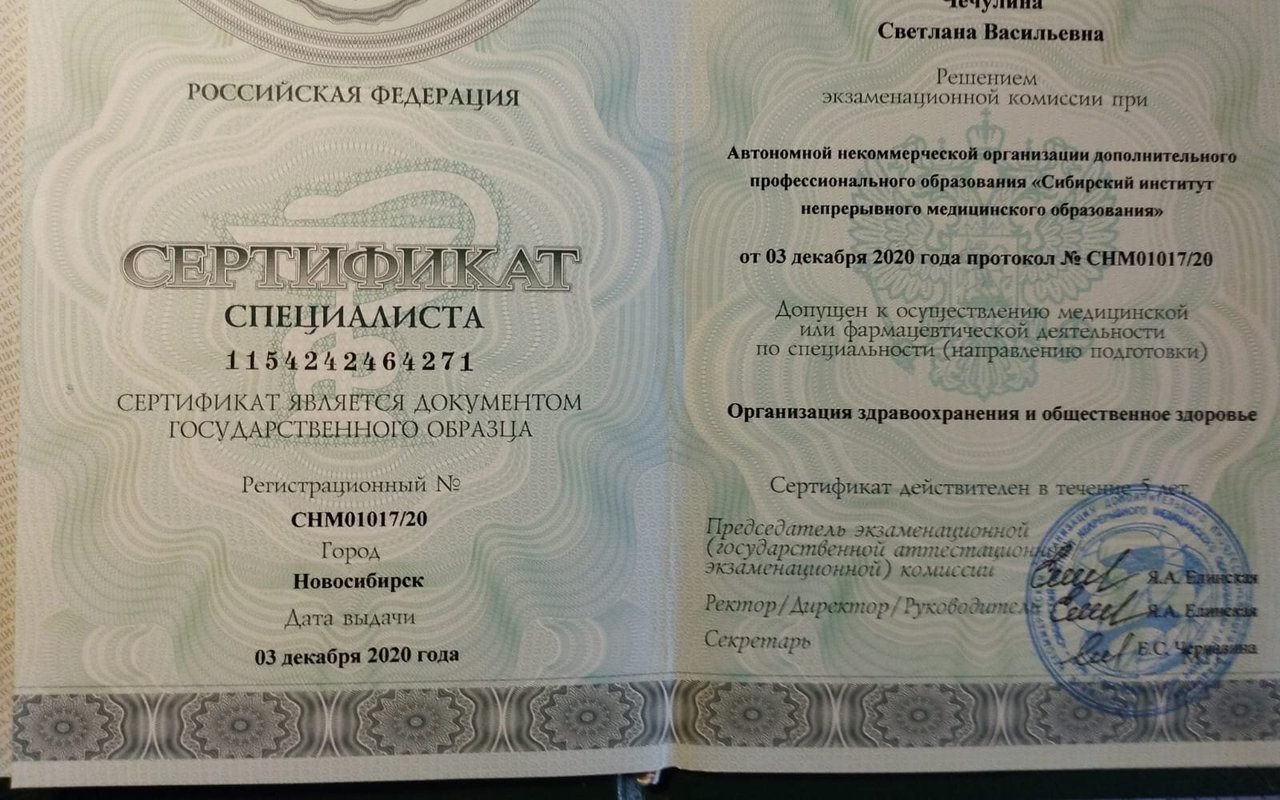 РОССИЙСКАЯ ФЕДЕРАЦИЯ
СЕРТИФИКАТ
СПЕЦИАЛИСТА
1154242464271
СЕРТИФИКАТ ЯВЛЯЕТСЯ ДОКУМЕНТОМ
ГОСУДАРСТВЕННОГО ОБРАЗЦА
Регистрационный №
СНМ01017/20
Город
Новосибирск
Дата выдачи
03 декабря 2020 года
Чечулина
Светлана Васильевна
Решением
экзаменационной комиссии при
Автономной некоммерческой организации дополнительного
профессионального образования «Сибирский институт
непрерывного медицинского образования»
от 03 декабря 2020 года протокол № СНМ01017/20
Допущен к осуществлению медицинской
или фармацевтической деятельности
по специальности (направлению подготовки)
Организация здравоохранения и общественное здоровье
Сертификат действителен в течение 5 лет.
Председатель экзаменационной
(государственной аттестационной
экзаменационной) комиссии
Я.А. Елинская
Ректор/Директор/Руководитель
Я.А. Елинская
Секретарь
Е.С.